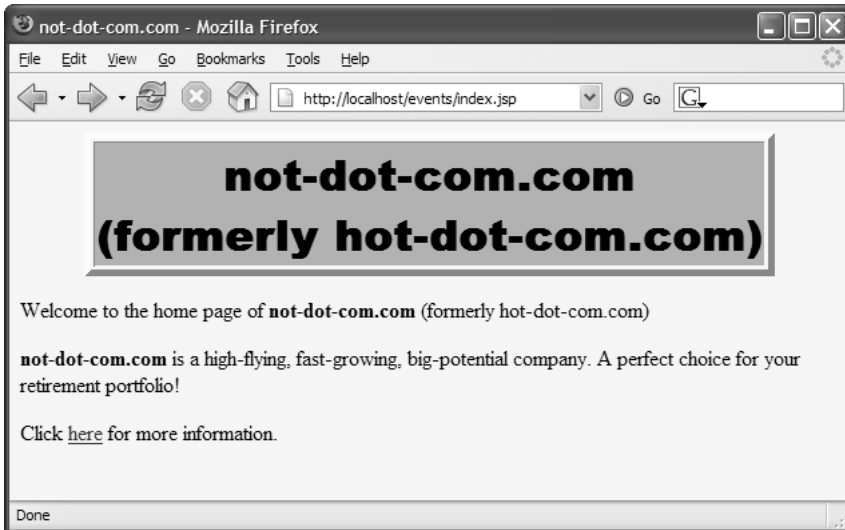 not-dot-com.com - Mozilla Firefox
File Edit View Go Bookmarks Tools Help
http://localhost/events/index.jsp Go G
not-dot-com.com
(formerly hot-dot-com.com)
Welcome to the home page of not-dot-com.com (formerly hot-dot-com.com)
not-dot-com.com is a high-flying, fast-growing, big-potential company. A perfect choice for your
retirement portfolio!
Click here for more information.
Done